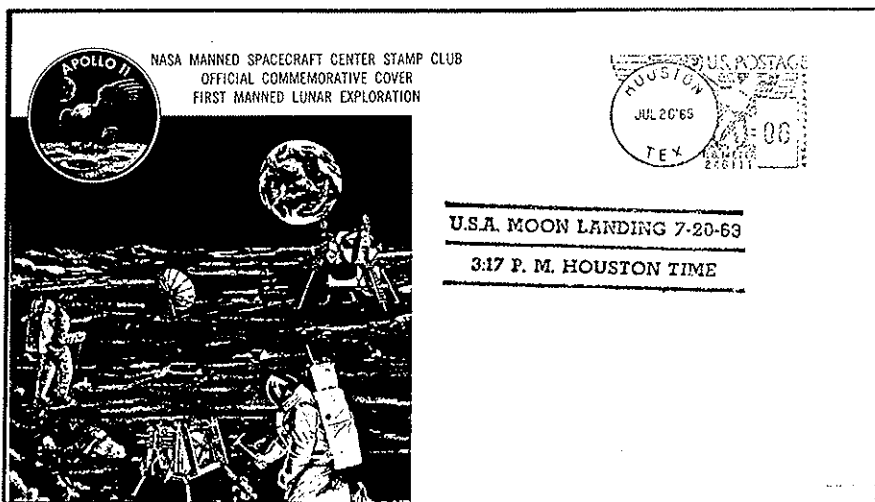 APOLLO 11
NASA MANNED SPACECRAFT CENTER STAMP CLUB
OFFICIAL COMMEMORATIVE COVER
FIRST MANNED LUNAR EXPLORATION
U.S. POSTAGE
HOUSTON
JUL 20 '69
TEX
06
U.S.A. MOON LANDING 7-20-69
3:17 P. M. HOUSTON TIME